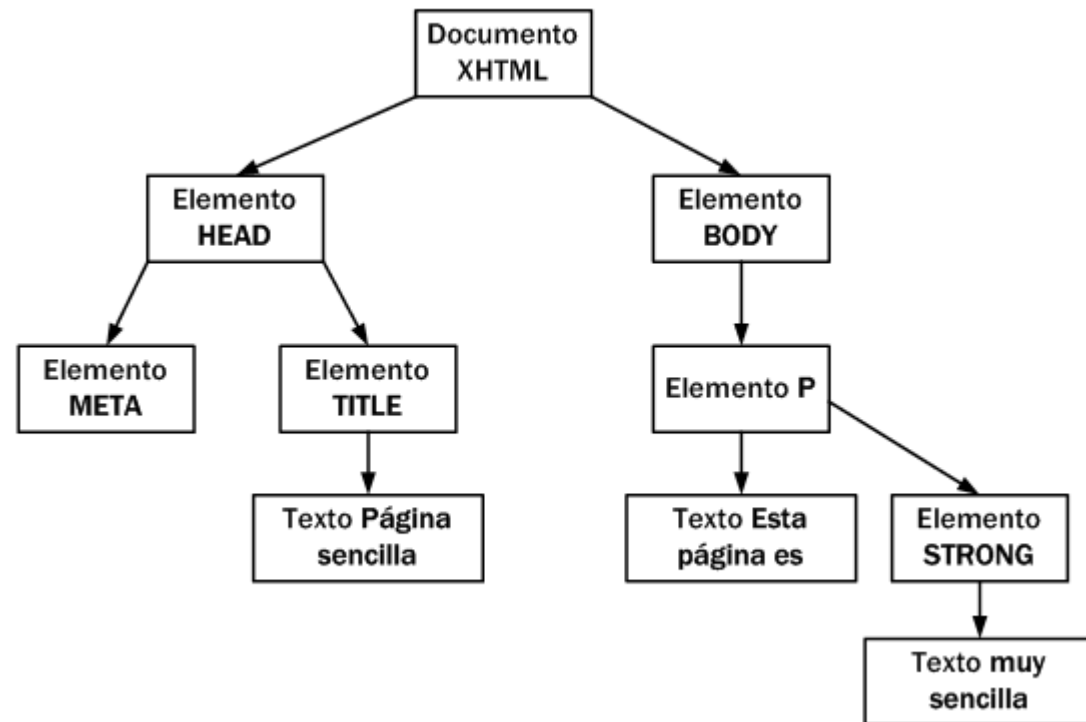 Documento
XHTML
Elemento
HEAD
Elemento
BODY
Elemento
META
Elemento
TITLE
Elemento P
Texto Página
sencilla
Texto Esta
página es
Elemento
STRONG
Texto muy
sencilla